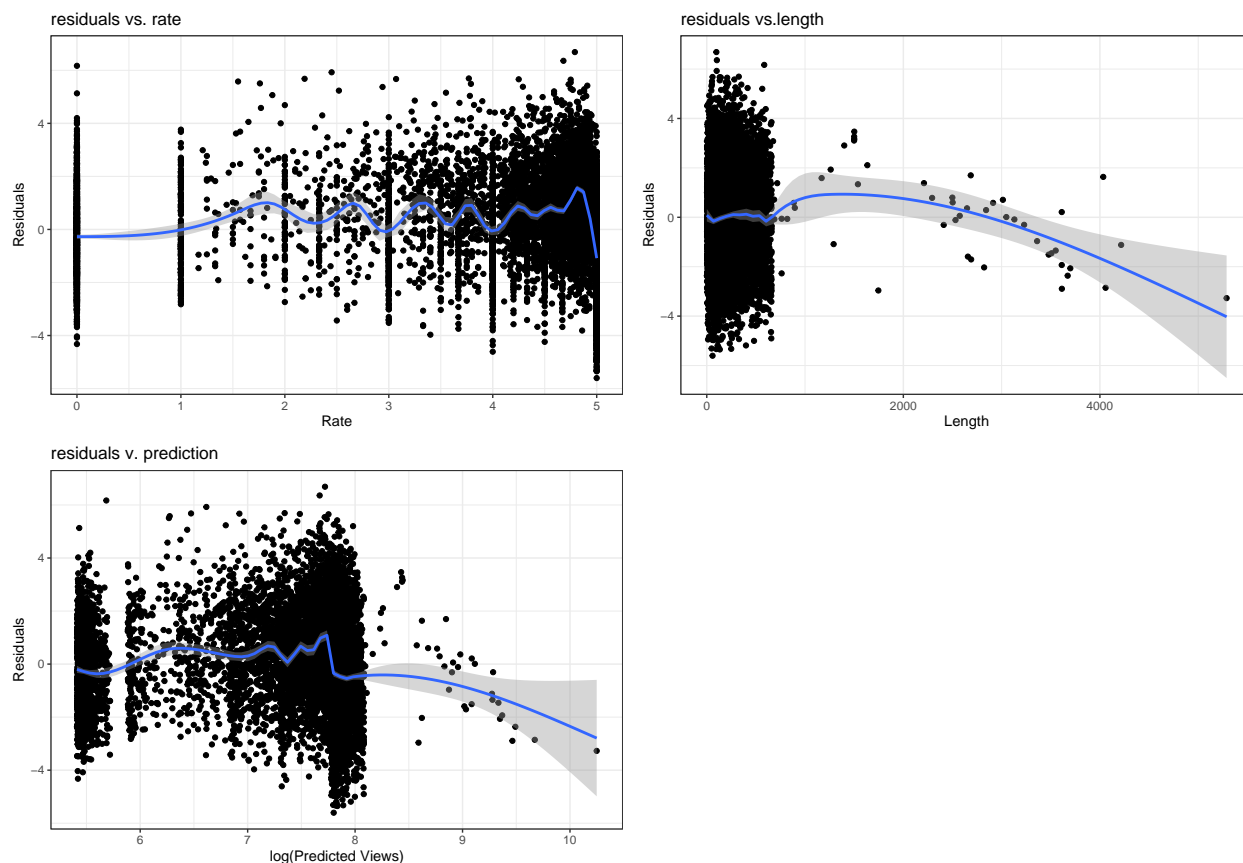 residuals vs. rate
Residuals
4
0
−4
0 1 2 3 4 5
Rate
residuals vs.length
Residuals
4
0
−4
0 2000 4000
Length
residuals v. prediction
Residuals
4
0
−4
6 7 8 9 10
log(Predicted Views)